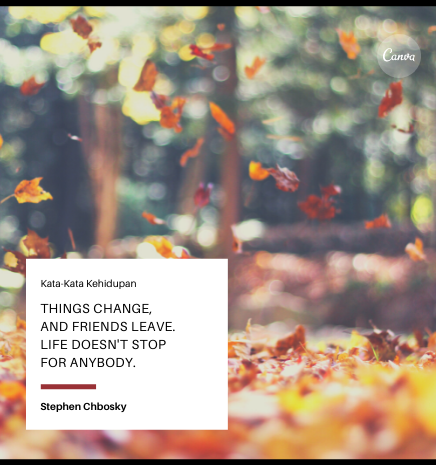 Canva
Kata-Kata Kehidupan
THINGS CHANGE,
AND FRIENDS LEAVE.
LIFE DOESN'T STOP
FOR ANYBODY.
Stephen Chbosky